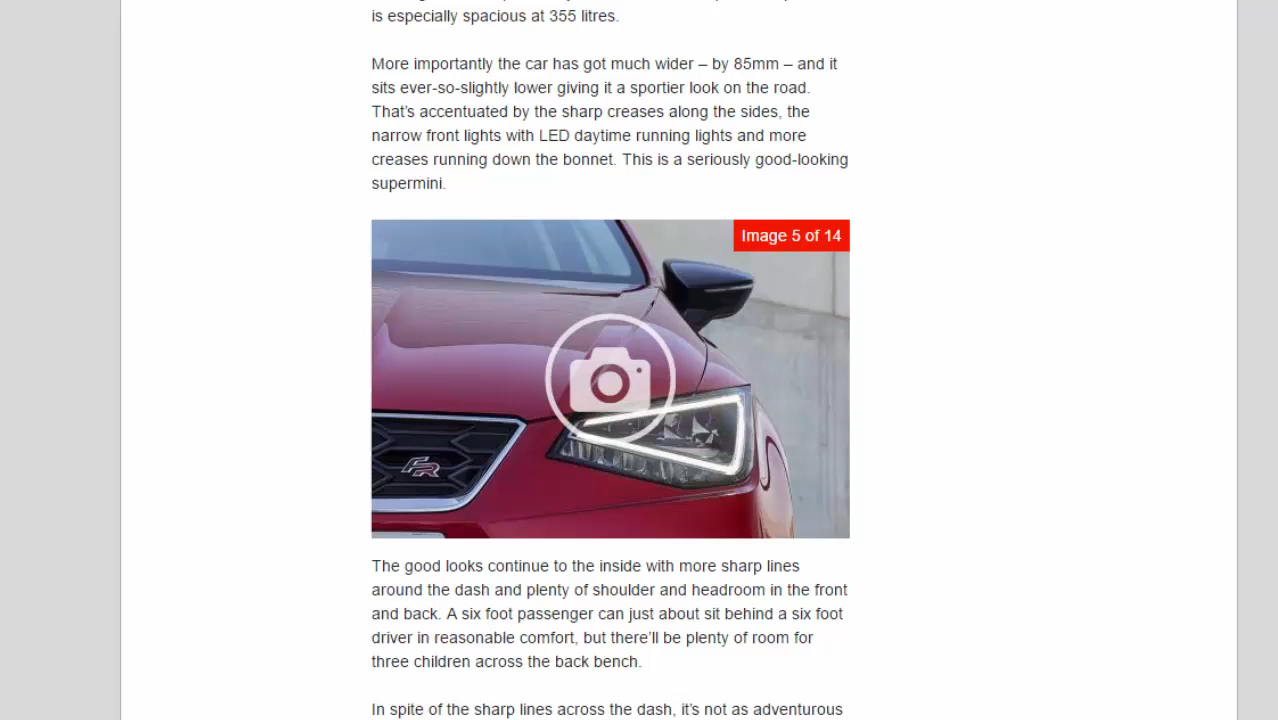 is especially spacious at 355 litres.
More importantly the car has got much wider – by 85mm – and it
sits ever-so-slightly lower giving it a sportier look on the road.
That’s accentuated by the sharp creases along the sides, the
narrow front lights with LED daytime running lights and more
creases running down the bonnet. This is a seriously good-looking
supermini.
Image 5 of 14
FR
The good looks continue to the inside with more sharp lines
around the dash and plenty of shoulder and headroom in the front
and back. A six foot passenger can just about sit behind a six foot
driver in reasonable comfort, but there’ll be plenty of room for
three children across the back bench.
In spite of the sharp lines across the dash, it’s not as adventurous